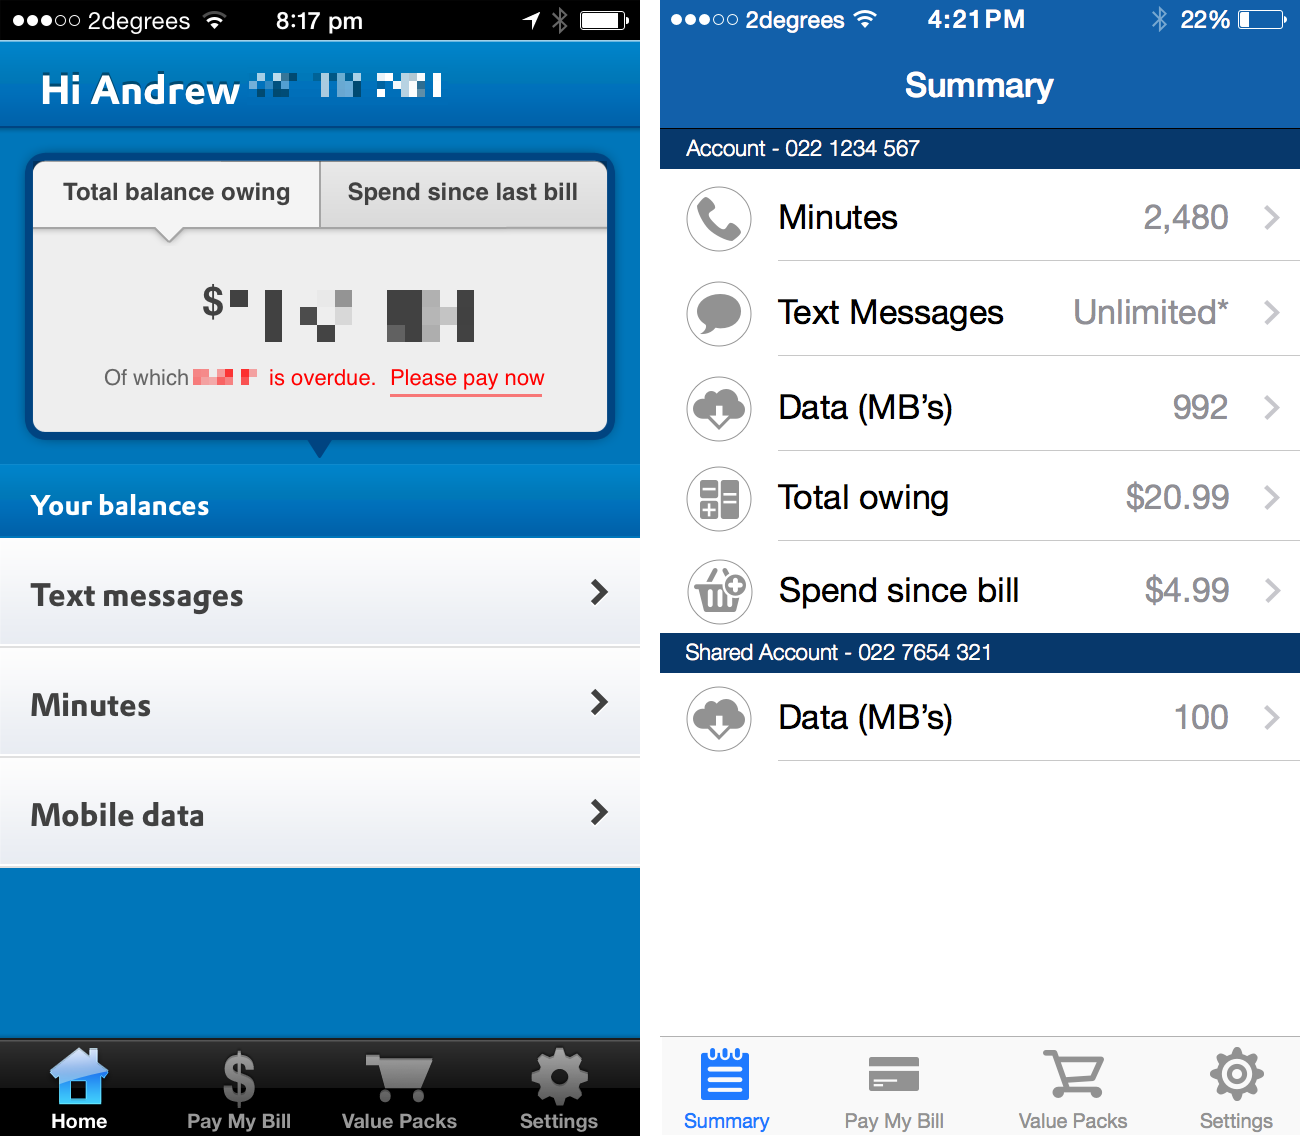 2degrees 8:17 pm
Hi Andrew
Total balance owing Spend since last bill
$
Of which is overdue. Please pay now
Your balances
Text messages
Minutes
Mobile data
Home Pay My Bill Value Packs Settings
2degrees 4:21 PM 22%
Summary
Account - 022 1234 567
Minutes 2,480
Text Messages Unlimited*
Data (MB’s) 992
Total owing $20.99
Spend since bill $4.99
Shared Account - 022 7654 321
Data (MB’s) 100
Summary Pay My Bill Value Packs Settings